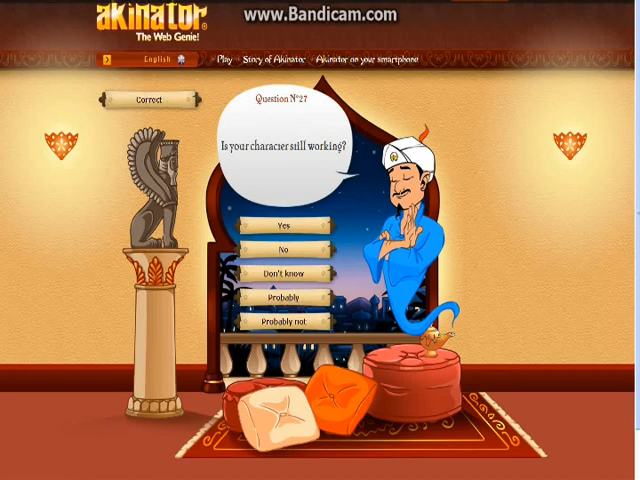 www.Bandicam.com
akinator
The Web Genie!
English
Play Story of Akinator Akinator on your smartphone
Correct
Question N°27
Is your character still working?
Yes
No
Don't know
Probably
Probably not